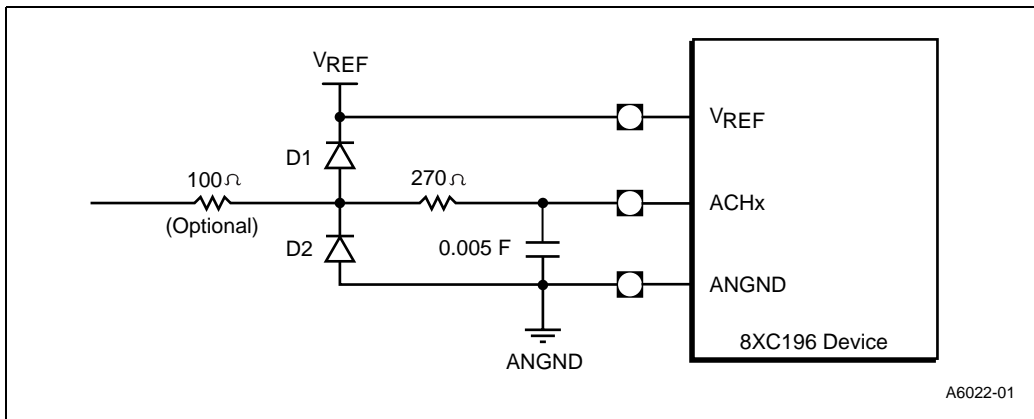 VREF
VREF
D1
100Ω
270Ω
ACHx
(Optional)
D2
0.005 F
ANGND
ANGND
8XC196 Device
A6022-01